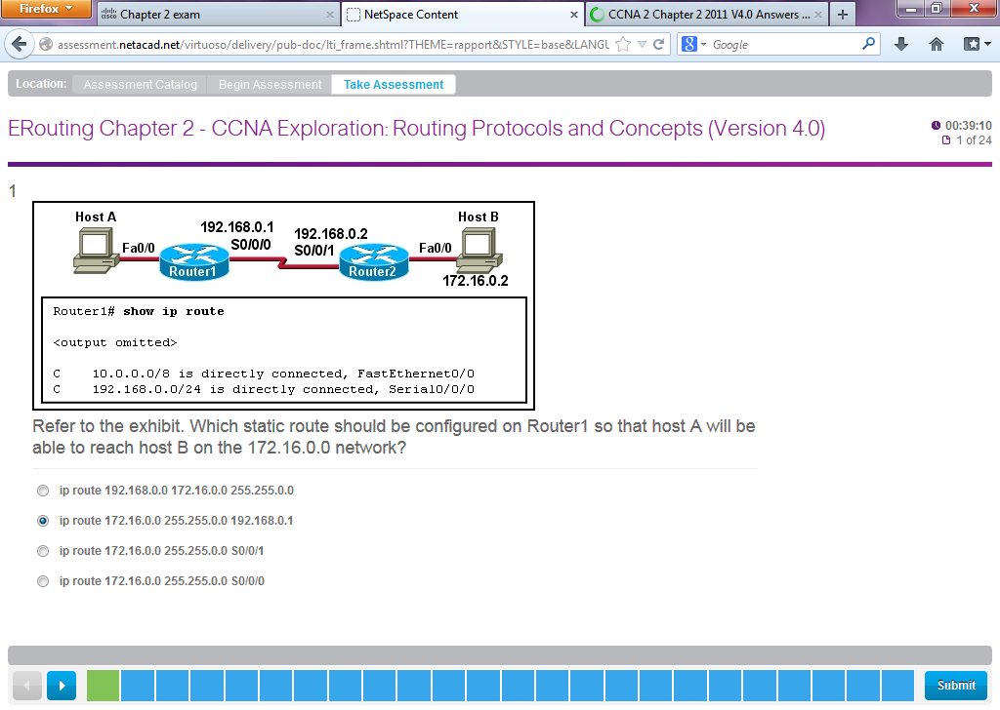 Firefox
cisco Chapter 2 exam
NetSpace Content
CCNA 2 Chapter 2 2011 V4.0 Answers ...
assessment.netacad.net/virtuoso/delivery/pub-doc/lti_frame.shtml?THEME=rapport&STYLE=base&LANGU
8 Google
Location: Assessment Catalog Begin Assessment Take Assessment
ERouting Chapter 2 - CCNA Exploration: Routing Protocols and Concepts (Version 4.0)
00:39:10
1 of 24
1
Host A
Host B
192.168.0.1
192.168.0.2
Fa0/0
S0/0/0
S0/0/1
Fa0/0
Router1
Router2
172.16.0.2
Router1# show ip route
<output omitted>
C 10.0.0.0/8 is directly connected, FastEthernet0/0
C 192.168.0.0/24 is directly connected, Serial0/0/0
Refer to the exhibit. Which static route should be configured on Router1 so that host A will be
able to reach host B on the 172.16.0.0 network?
ip route 192.168.0.0 172.16.0.0 255.255.0.0
ip route 172.16.0.0 255.255.0.0 192.168.0.1
ip route 172.16.0.0 255.255.0.0 S0/0/1
ip route 172.16.0.0 255.255.0.0 S0/0/0
Submit